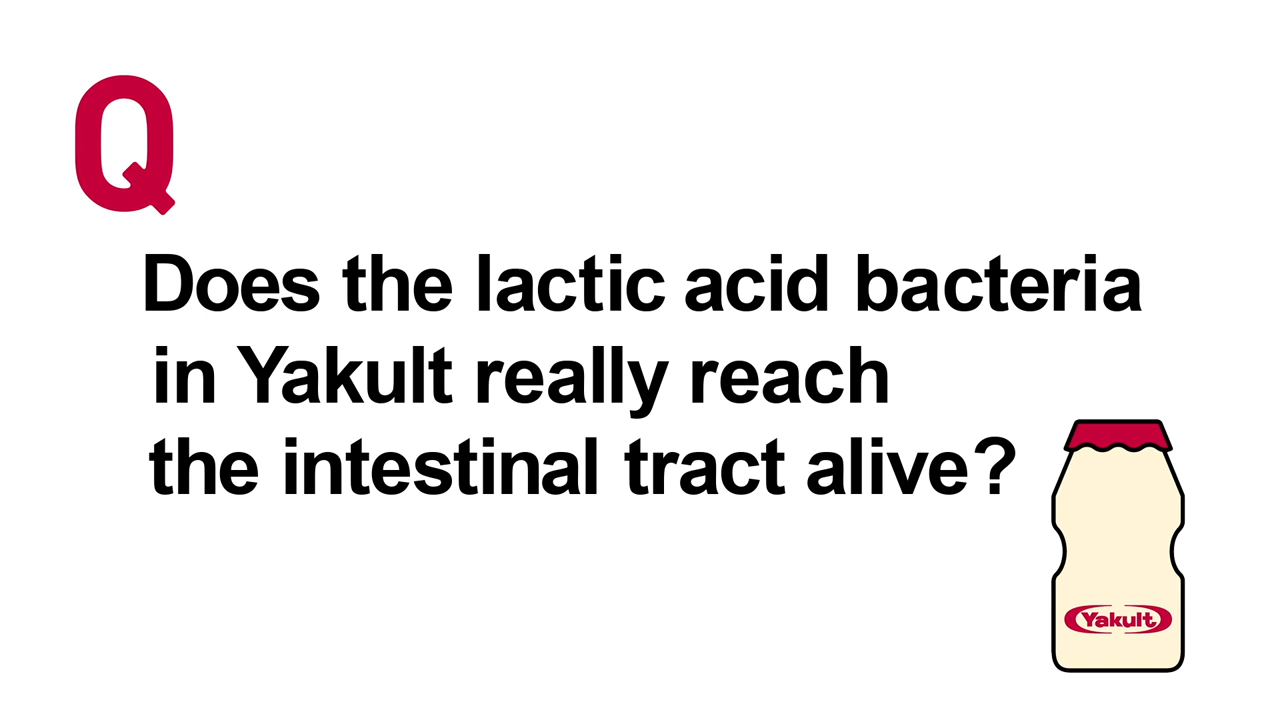 Q
Does the lactic acid bacteria
in Yakult really reach
the intestinal tract alive?
Yakult